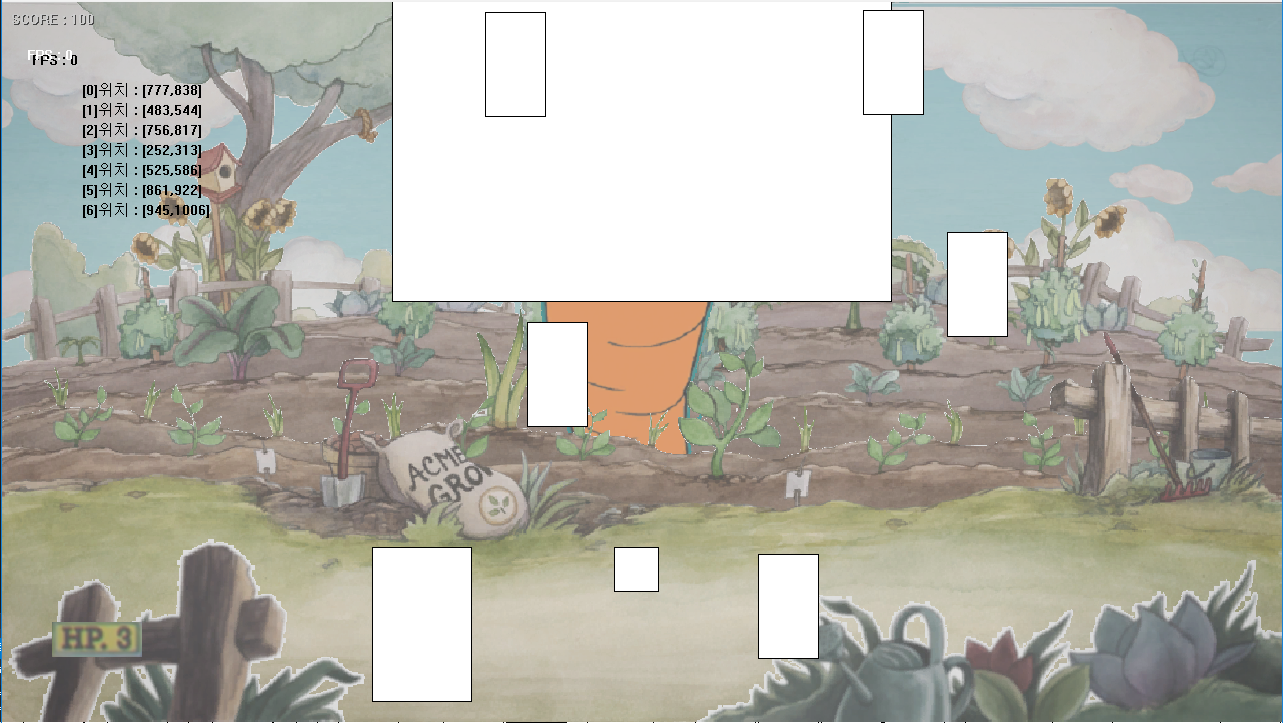 SCORE : 100
FPS : 0
FPS : 0
[0]위치 : [777,838]
[1]위치 : [483,544]
[2]위치 : [756,817]
[3]위치 : [252,313]
[4]위치 : [525,586]
[5]위치 : [861,922]
[6]위치 : [945,1006]
ACME
GROW
HP. 3